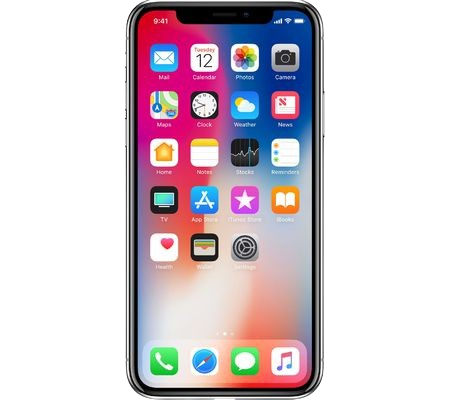 9:41
Mail Tuesday 12 Calendar Photos Camera
Maps Clock Weather News
Home Notes Stocks Reminders
TV App Store iTunes Store iBooks
Health Wallet Settings